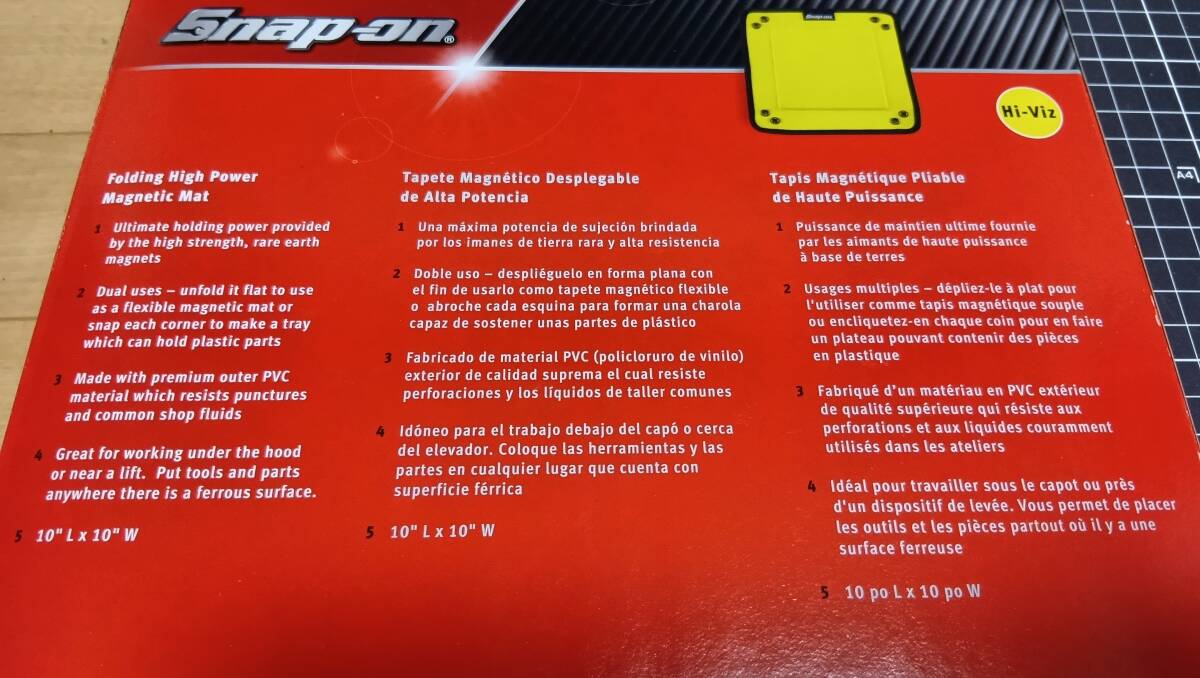 Snap-on®
Snap-on
Hi-Viz
A4
Folding High Power
Magnetic Mat
1 Ultimate holding power provided
by the high strength, rare earth
magnets
2 Dual uses – unfold it flat to use
as a flexible magnetic mat or
snap each corner to make a tray
which can hold plastic parts
3 Made with premium outer PVC
material which resists punctures
and common shop fluids
4 Great for working under the hood
or near a lift. Put tools and parts
anywhere there is a ferrous surface.
5 10" L x 10" W
Tapete Magnético Desplegable
de Alta Potencia
1 Una máxima potencia de sujeción brindada
por los imanes de tierra rara y alta resistencia
2 Doble uso – despliéguelo en forma plana con
el fin de usarlo como tapete magnético flexible
o abroche cada esquina para formar una charola
capaz de sostener unas partes de plástico
3 Fabricado de material PVC (policloruro de vinilo)
exterior de calidad suprema el cual resiste
perforaciones y los líquidos de taller comunes
4 Idóneo para el trabajo debajo del capó o cerca
del elevador. Coloque las herramientas y las
partes en cualquier lugar que cuenta con
superficie férrica
5 10" L x 10" W
Tapis Magnétique Pliable
de Haute Puissance
1 Puissance de maintien ultime fournie
par les aimants de haute puissance
à base de terres
2 Usages multiples – dépliez-le à plat pour
l'utiliser comme tapis magnétique souple
ou encliquetez-en chaque coin pour en faire
un plateau pouvant contenir des pièces
en plastique
3 Fabriqué d'un matériau en PVC extérieur
de qualité supérieure qui résiste aux
perforations et aux liquides couramment
utilisés dans les ateliers
4 Idéal pour travailler sous le capot ou près
d'un dispositif de levée. Vous permet de placer
les outils et les pièces partout où il y a une
surface ferreuse
5 10 po L x 10 po W